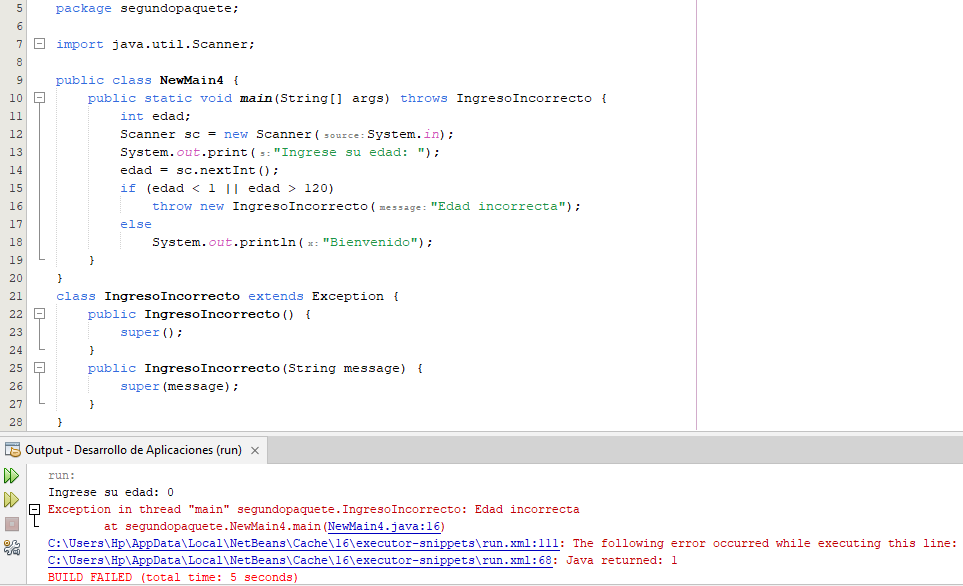 5 package segundopaquete;
6
7 import java.util.Scanner;
8
9 public class NewMain4 {
10 public static void main(String[] args) throws IngresoIncorrecto {
11 int edad;
12 Scanner sc = new Scanner( source: System.in);
13 System.out.print( s: "Ingrese su edad: ");
14 edad = sc.nextInt();
15 if (edad < 1 || edad > 120)
16 throw new IngresoIncorrecto( message: "Edad incorrecta");
17 else
18 System.out.println( x: "Bienvenido");
19 }
20 }
21 class IngresoIncorrecto extends Exception {
22 public IngresoIncorrecto() {
23 super();
24 }
25 public IngresoIncorrecto(String message) {
26 super(message);
27 }
28 }
Output - Desarrollo de Aplicaciones (run) ×
run:
Ingrese su edad: 0
Exception in thread "main" segundopaquete.IngresoIncorrecto: Edad incorrecta
at segundopaquete.NewMain4.main(NewMain4.java:16)
C:\Users\Hp\AppData\Local\NetBeans\Cache\16\executor-snippets\run.xml:111: The following error occurred while executing this line:
C:\Users\Hp\AppData\Local\NetBeans\Cache\16\executor-snippets\run.xml:68: Java returned: 1
BUILD FAILED (total time: 5 seconds)